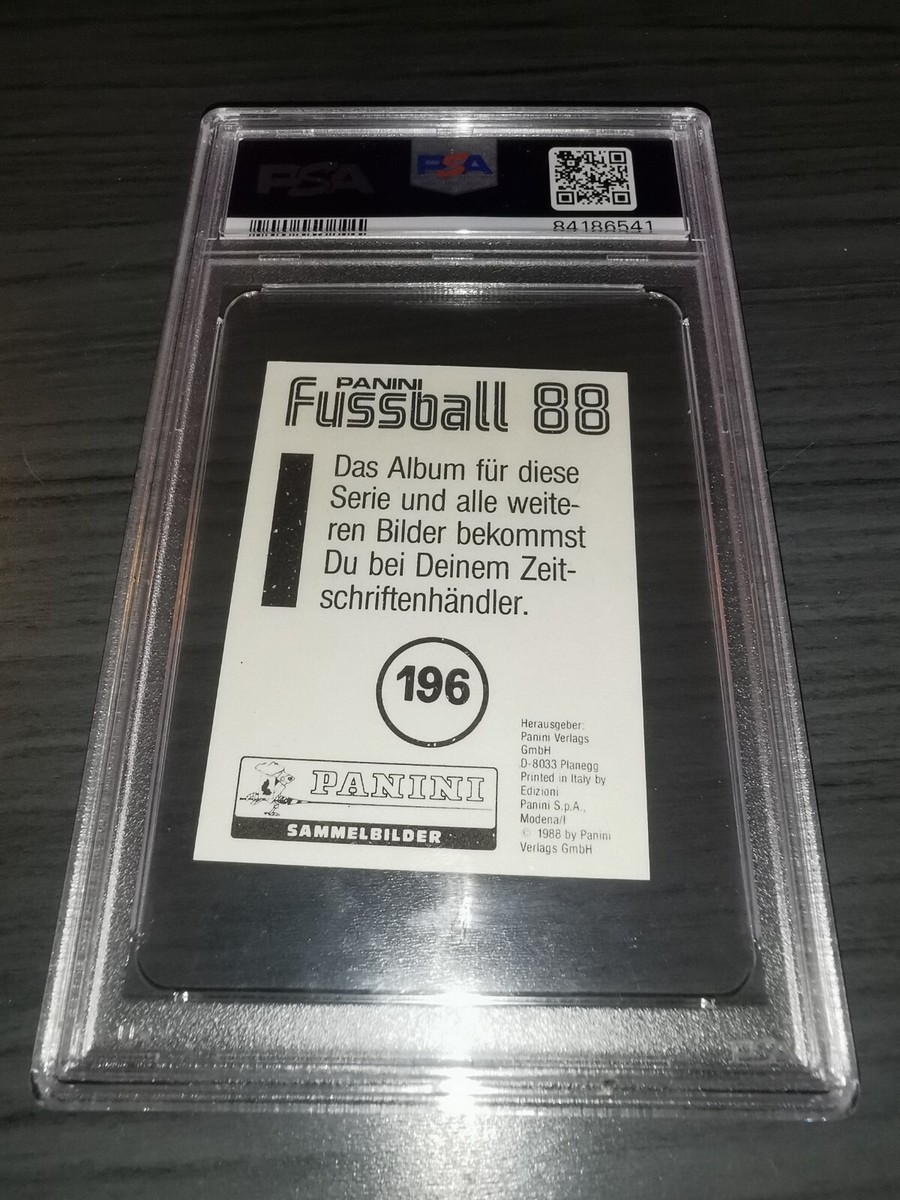 PSA
PSA
84186541
PANINI
Fussball 88
Das Album für diese
Serie und alle weite-
ren Bilder bekommst
Du bei Deinem Zeit-
schriftenhändler.
196
Herausgeber:
Panini Verlags
GmbH
D-8033 Planegg
Printed in Italy by
Edizioni
Panini S.p.A.,
Modena/I
© 1988 by Panini
Verlags GmbH
PANINI
SAMMELBILDER